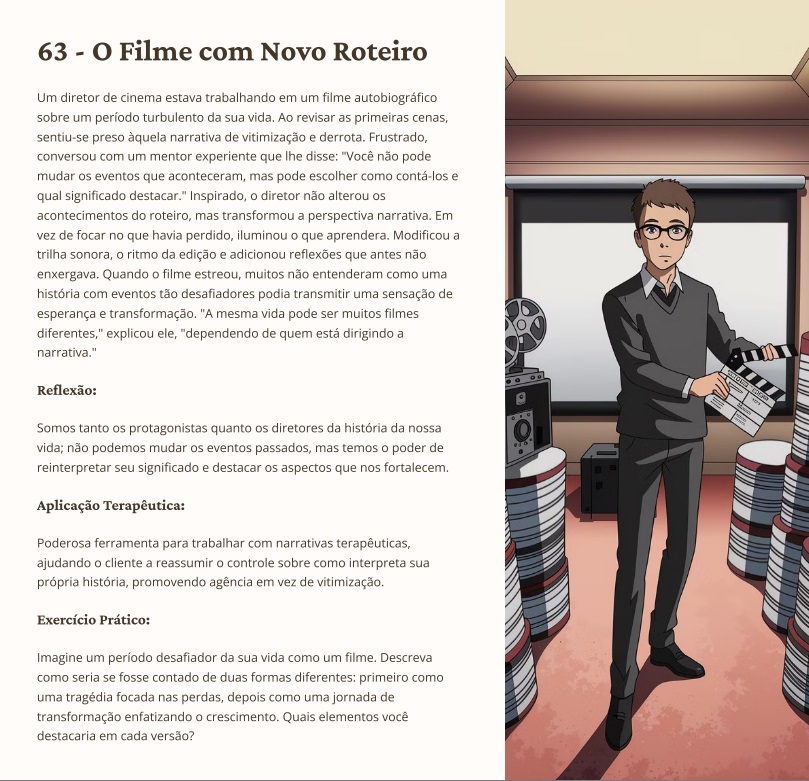 63 - O Filme com Novo Roteiro
Um diretor de cinema estava trabalhando em um filme autobiográfico
sobre um período turbulento da sua vida. Ao revisar as primeiras cenas,
sentiu-se preso àquela narrativa de vitimização e derrota. Frustrado,
conversou com um mentor experiente que lhe disse: "Você não pode
mudar os eventos que aconteceram, mas pode escolher como contá-los e
qual significado destacar." Inspirado, o diretor não alterou os
acontecimentos do roteiro, mas transformou a perspectiva narrativa. Em
vez de focar no que havia perdido, iluminou o que aprendera. Modificou a
trilha sonora, o ritmo da edição e adicionou reflexões que antes não
enxergava. Quando o filme estreou, muitos não entenderam como uma
história com eventos tão desafiadores podia transmitir uma sensação de
esperança e transformação. "A mesma vida pode ser muitos filmes
diferentes," explicou ele, "dependendo de quem está dirigindo a
narrativa."
Reflexão:
Somos tanto os protagonistas quanto os diretores da história da nossa
vida; não podemos mudar os eventos passados, mas temos o poder de
reinterpretar seu significado e destacar os aspectos que nos fortalecem.
Aplicação Terapêutica:
Poderosa ferramenta para trabalhar com narrativas terapêuticas,
ajudando o cliente a reassumir o controle sobre como interpreta sua
própria história, promovendo agência em vez de vitimização.
Exercício Prático:
Imagine um período desafiador da sua vida como um filme. Descreva
como seria se fosse contado de duas formas diferentes: primeiro como
uma tragédia focada nas perdas, depois como uma jornada de
transformação enfatizando o crescimento. Quais elementos você
destacaria em cada versão?